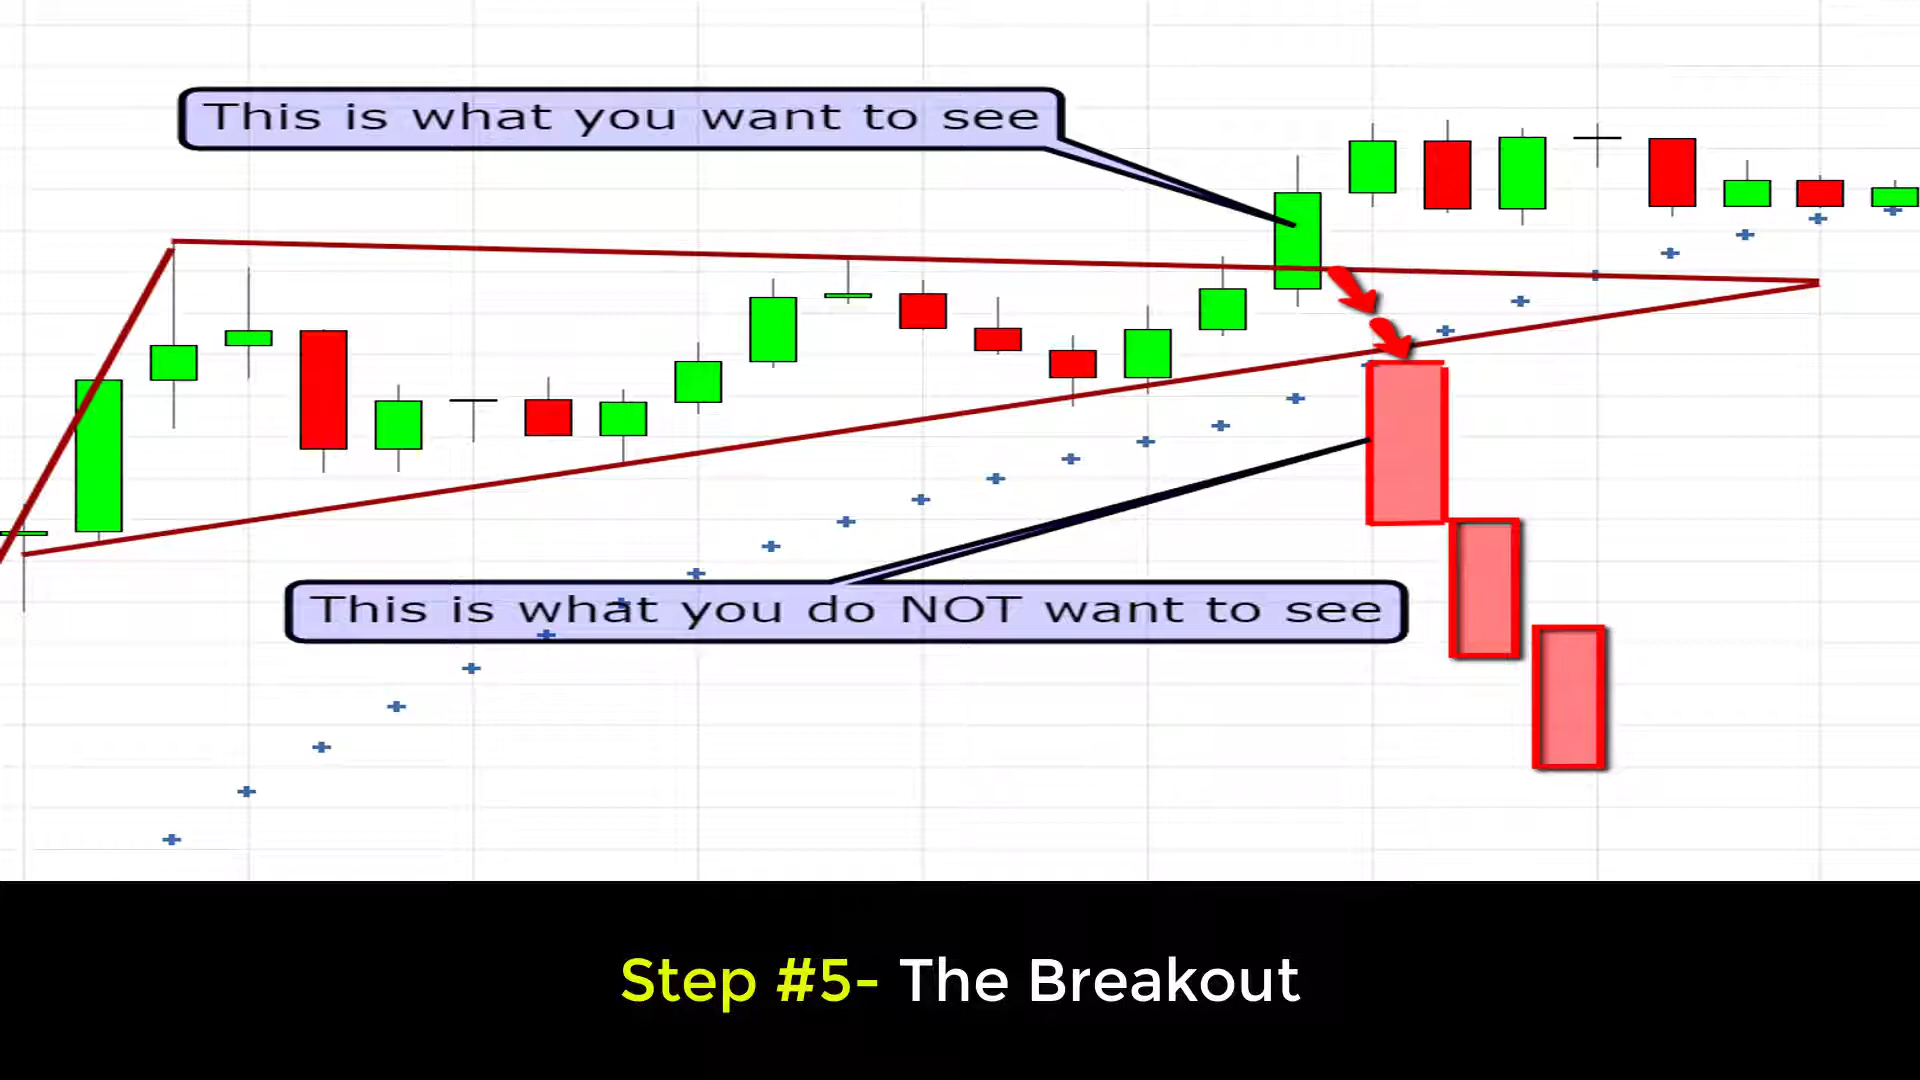 This is what you want to see
This is what you do NOT want to see
Step #5- The Breakout